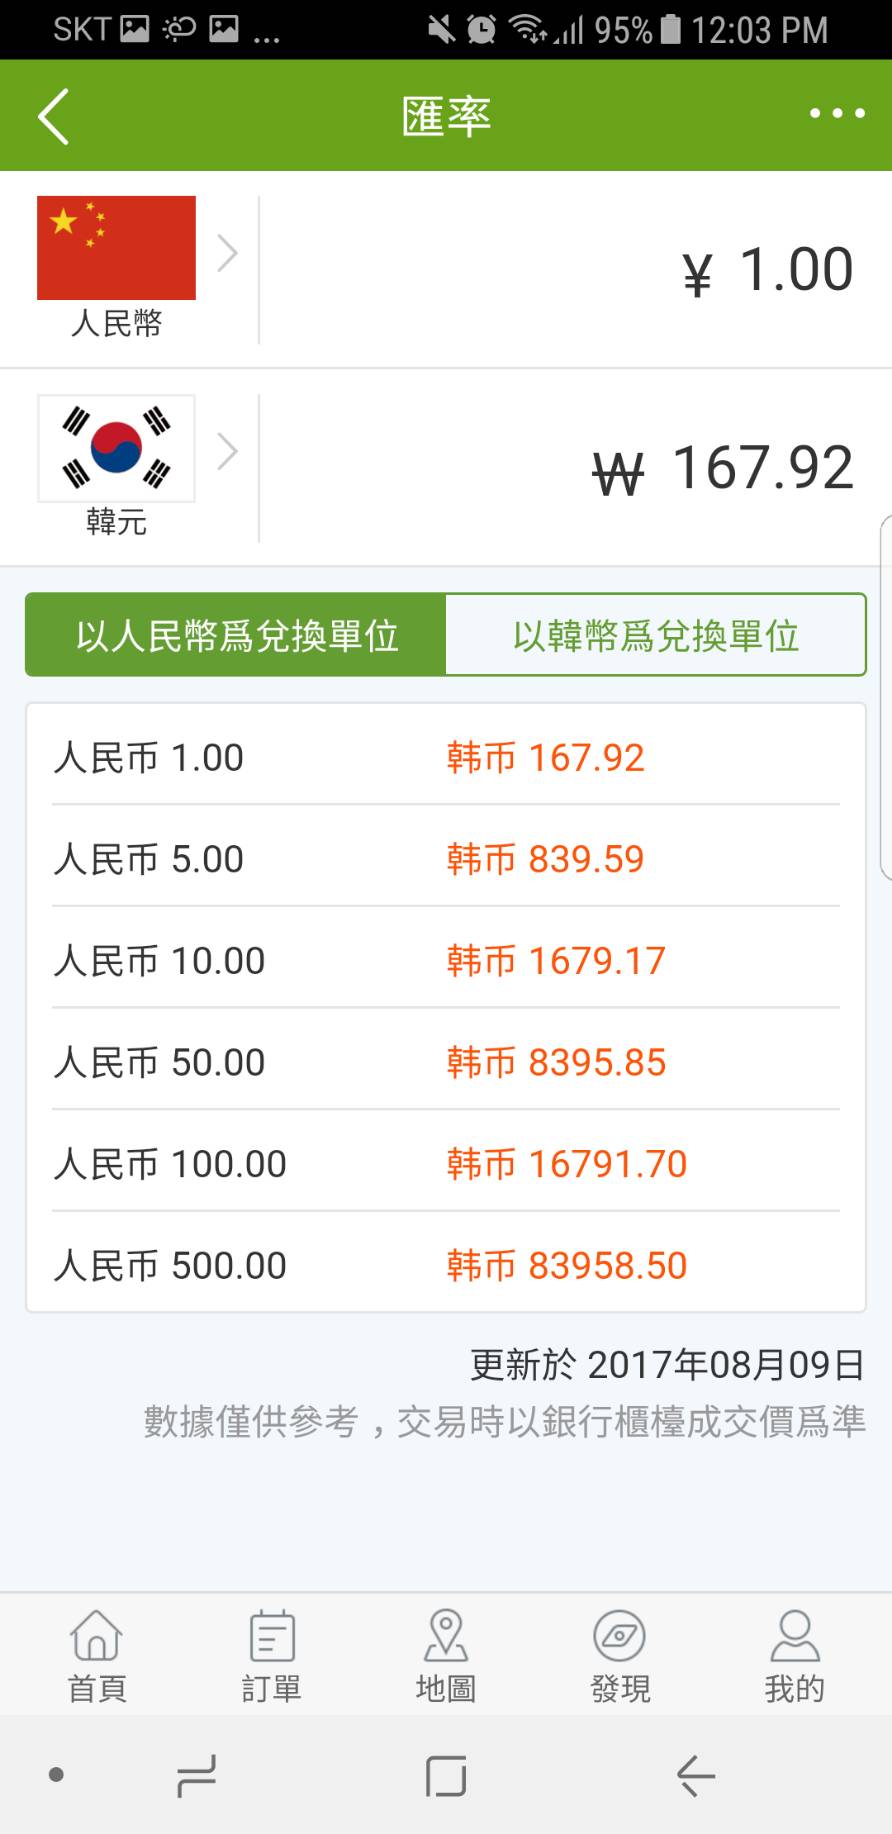 SKT ... 95% 12:03 PM
匯率
人民幣
¥ 1.00
韓元
₩ 167.92
以人民幣爲兌換單位 以韓幣爲兌換單位
人民币 1.00 韩币 167.92
人民币 5.00 韩币 839.59
人民币 10.00 韩币 1679.17
人民币 50.00 韩币 8395.85
人民币 100.00 韩币 16791.70
人民币 500.00 韩币 83958.50
更新於 2017年08月09日
數據僅供參考，交易時以銀行櫃檯成交價爲準
首頁 訂單 地圖 發現 我的